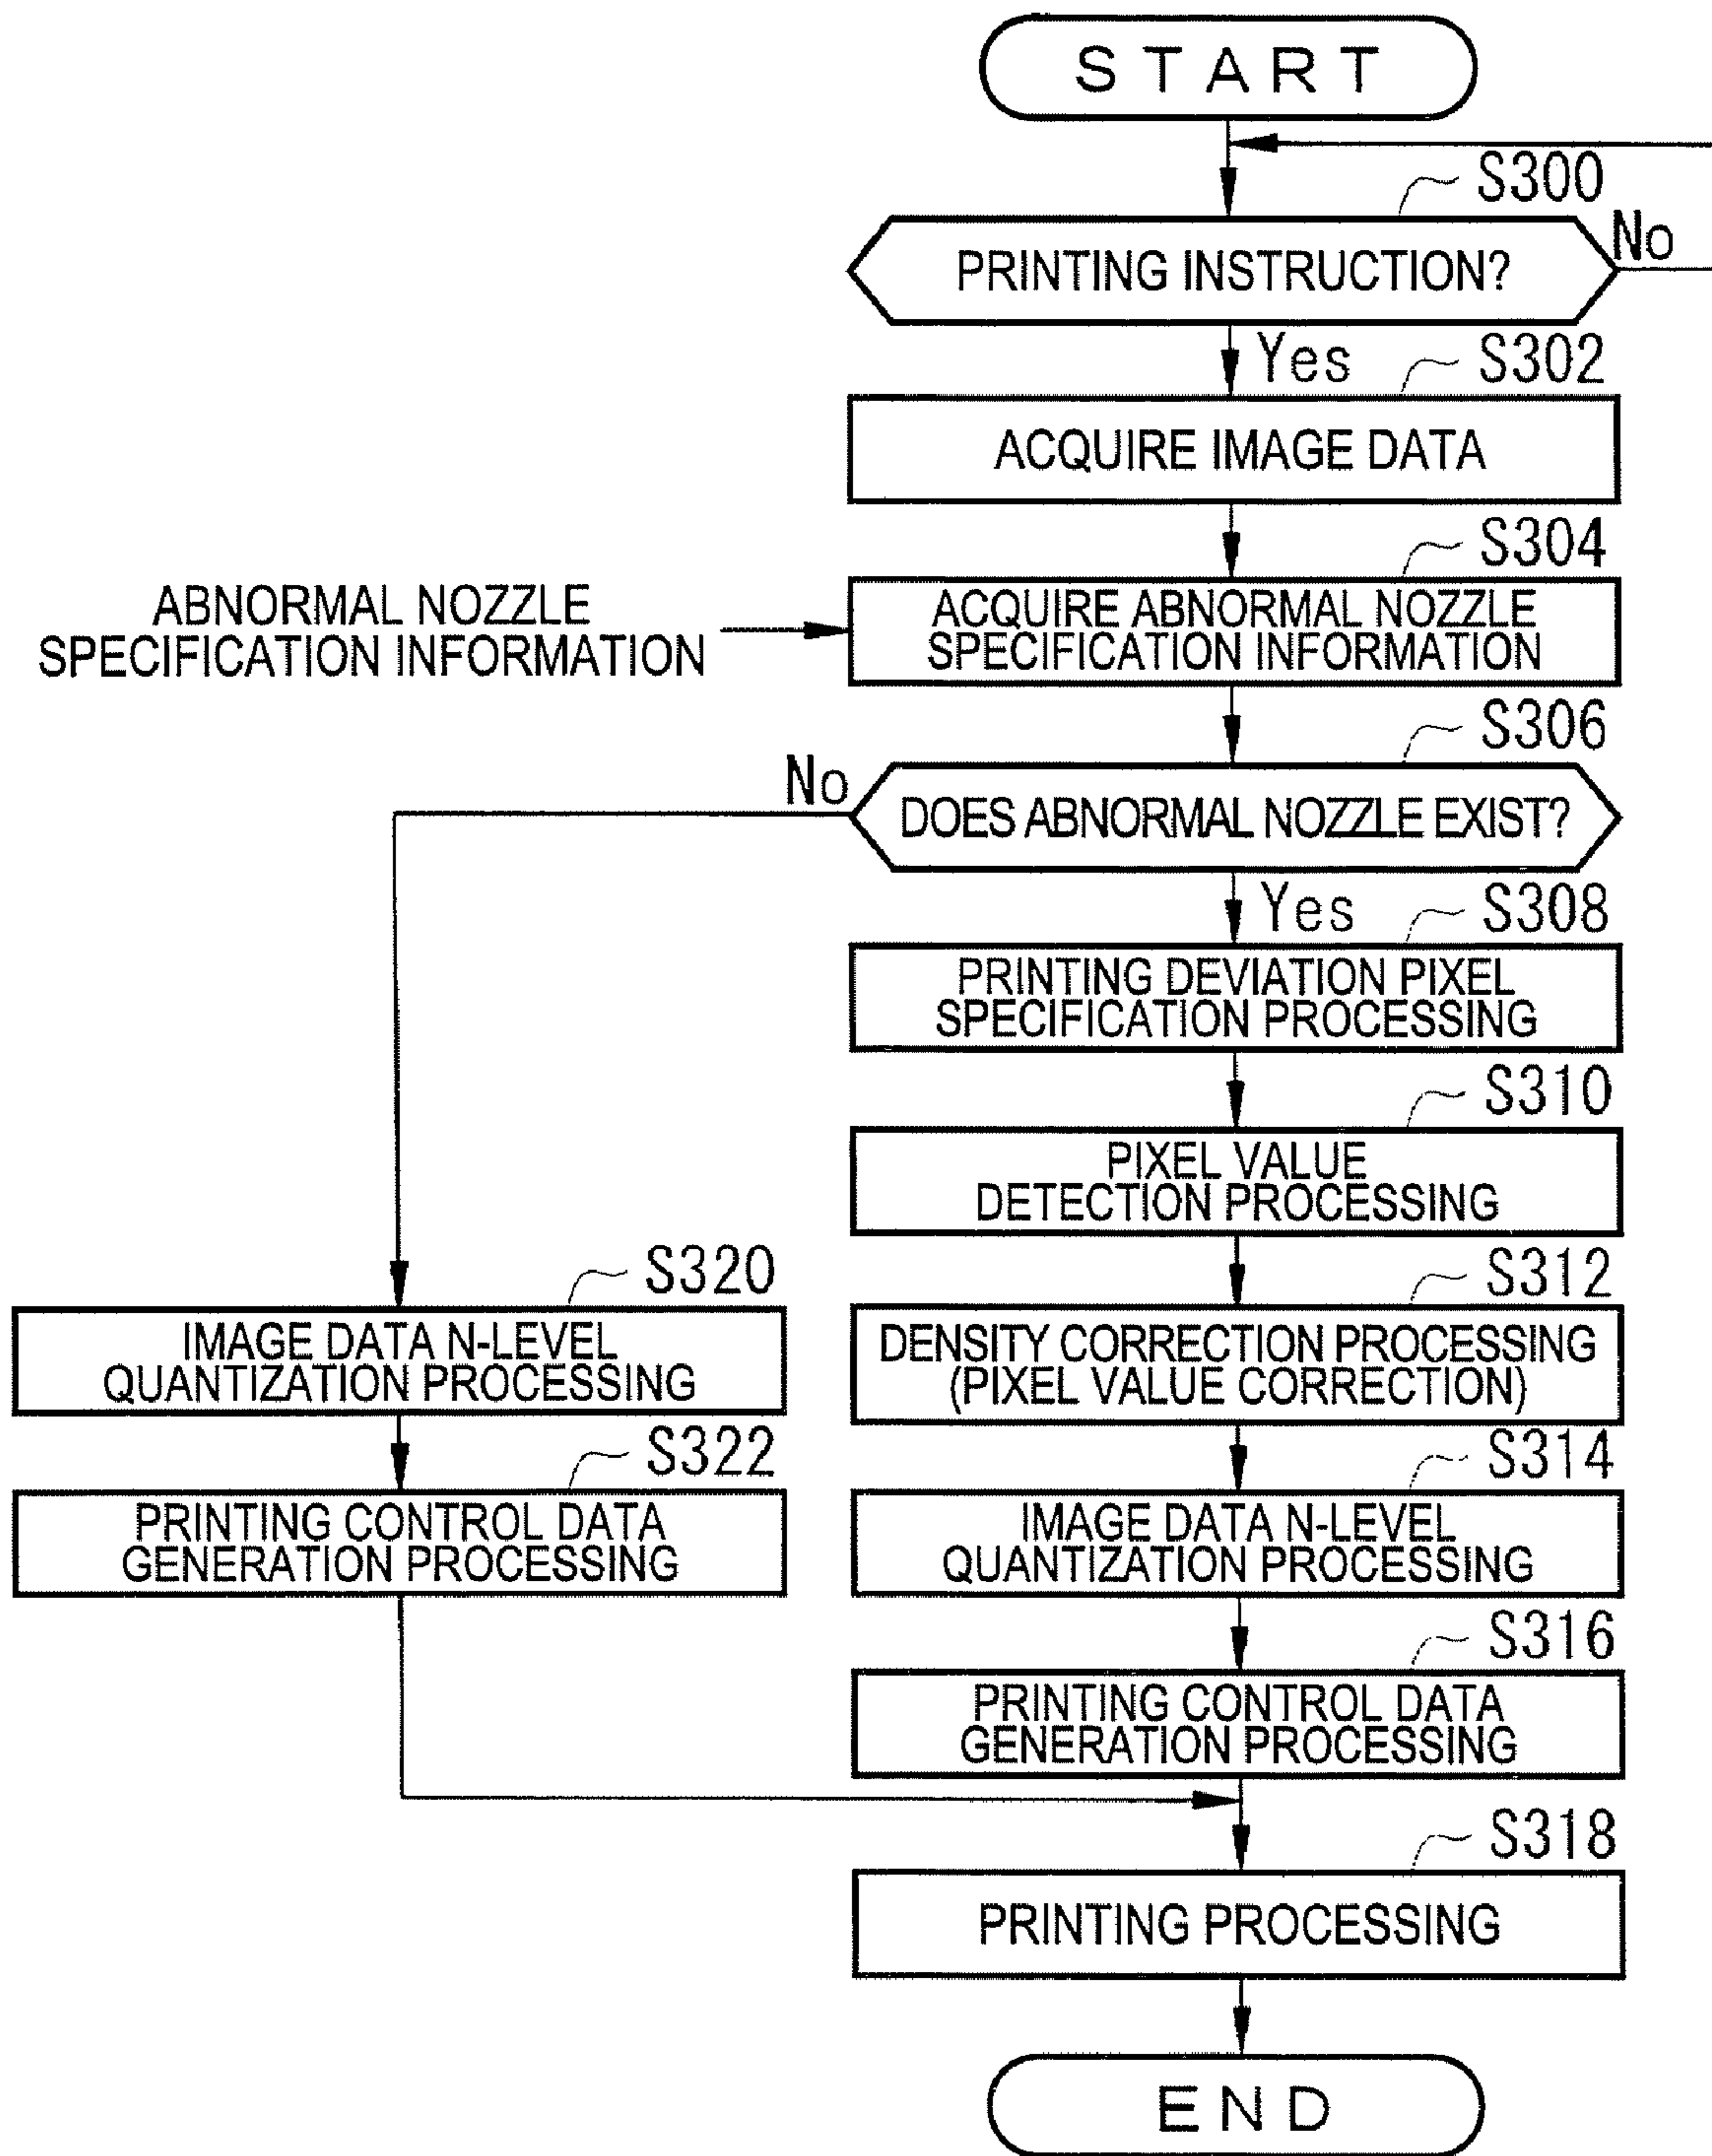 START
S300
PRINTING INSTRUCTION?
No
Yes
S302
ACQUIRE IMAGE DATA
S304
ABNORMAL NOZZLE
SPECIFICATION INFORMATION
ACQUIRE ABNORMAL NOZZLE
SPECIFICATION INFORMATION
S306
No
DOES ABNORMAL NOZZLE EXIST?
Yes
S308
PRINTING DEVIATION PIXEL
SPECIFICATION PROCESSING
S310
PIXEL VALUE
DETECTION PROCESSING
S312
DENSITY CORRECTION PROCESSING
(PIXEL VALUE CORRECTION)
S320
IMAGE DATA N-LEVEL
QUANTIZATION PROCESSING
S322
PRINTING CONTROL DATA
GENERATION PROCESSING
S314
IMAGE DATA N-LEVEL
QUANTIZATION PROCESSING
S316
PRINTING CONTROL DATA
GENERATION PROCESSING
S318
PRINTING PROCESSING
END